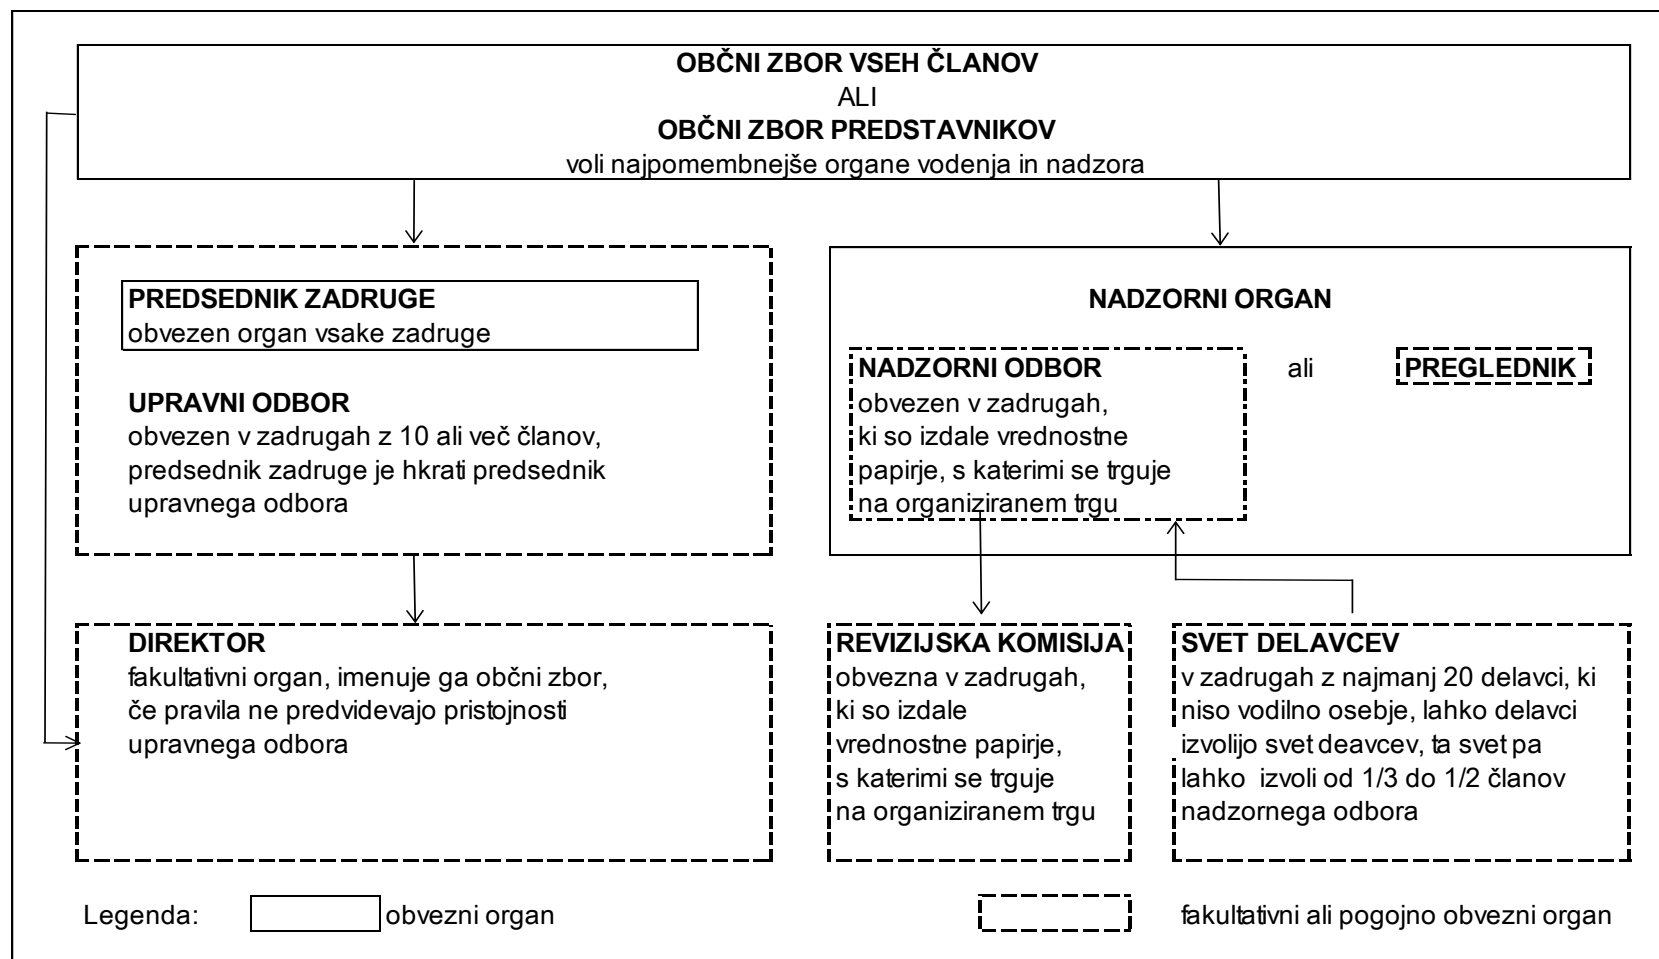 OBČNI ZBOR VSEH ČLANOV
ALI
OBČNI ZBOR PREDSTAVNIKOV
voli najpomembnejše organe vodenja in nadzora
PREDSEDNIK ZADRUGE
obvezen organ vsake zadruge
UPRAVNI ODBOR
obvezen v zadrugah z 10 ali več članov,
predsednik zadruge je hkrati predsednik
upravnega odbora
NADZORNI ORGAN
NADZORNI ODBOR
obvezen v zadrugah,
ki so izdale vrednostne
papirje, s katerimi se trguje
na organiziranem trgu
ali
PREGLEDNIK
DIREKTOR
fakultativni organ, imenuje ga občni zbor,
če pravila ne predvidevajo pristojnosti
upravnega odbora
REVIZIJSKA KOMISIJA
obvezna v zadrugah,
ki so izdale
vrednostne papirje,
s katerimi se trguje
na organiziranem trgu
SVET DELAVCEV
v zadrugah z najmanj 20 delavci, ki
niso vodilno osebje, lahko delavci
izvolijo svet deavcev, ta svet pa
lahko izvoli od 1/3 do 1/2 članov
nadzornega odbora
Legenda:
obvezni organ
fakultativni ali pogojno obvezni organ